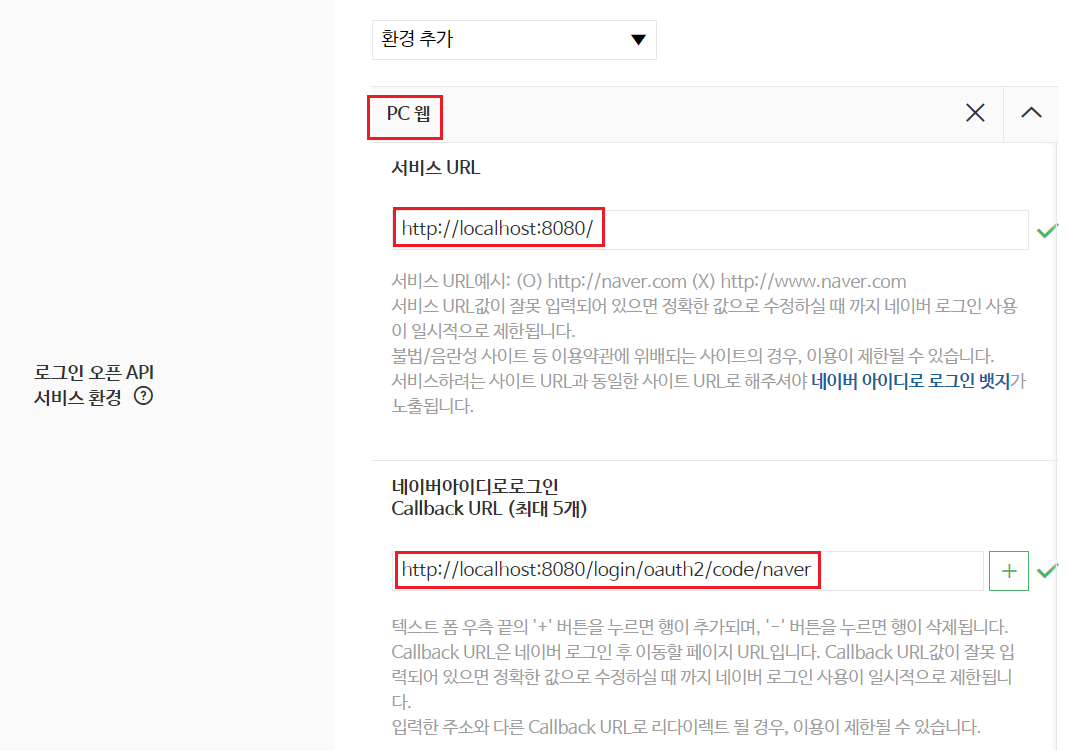 환경 추가
PC 웹
서비스 URL
http://localhost:8080/
서비스 URL예시: (O) http://naver.com (X) http://www.naver.com
서비스 URL값이 잘못 입력되어 있으면 정확한 값으로 수정하실 때 까지 네이버 로그인 사용
이 일시적으로 제한됩니다.
불법/음란성 사이트 등 이용약관에 위배되는 사이트의 경우, 이용이 제한될 수 있습니다.
서비스하려는 사이트 URL과 동일한 사이트 URL로 해주셔야 네이버 아이디로 로그인 뱃지가
노출됩니다.
로그인 오픈 API
서비스 환경 ?
네이버아이디로로그인
Callback URL (최대 5개)
http://localhost:8080/login/oauth2/code/naver
텍스트 폼 우측 끝의 '+' 버튼을 누르면 행이 추가되며, '-' 버튼을 누르면 행이 삭제됩니다.
Callback URL은 네이버 로그인 후 이동할 페이지 URL입니다. Callback URL값이 잘못 입
력되어 있으면 정확한 값으로 수정하실 때 까지 네이버 로그인 사용이 일시적으로 제한됩니
다.
입력한 주소와 다른 Callback URL로 리다이렉트 될 경우, 이용이 제한될 수 있습니다.